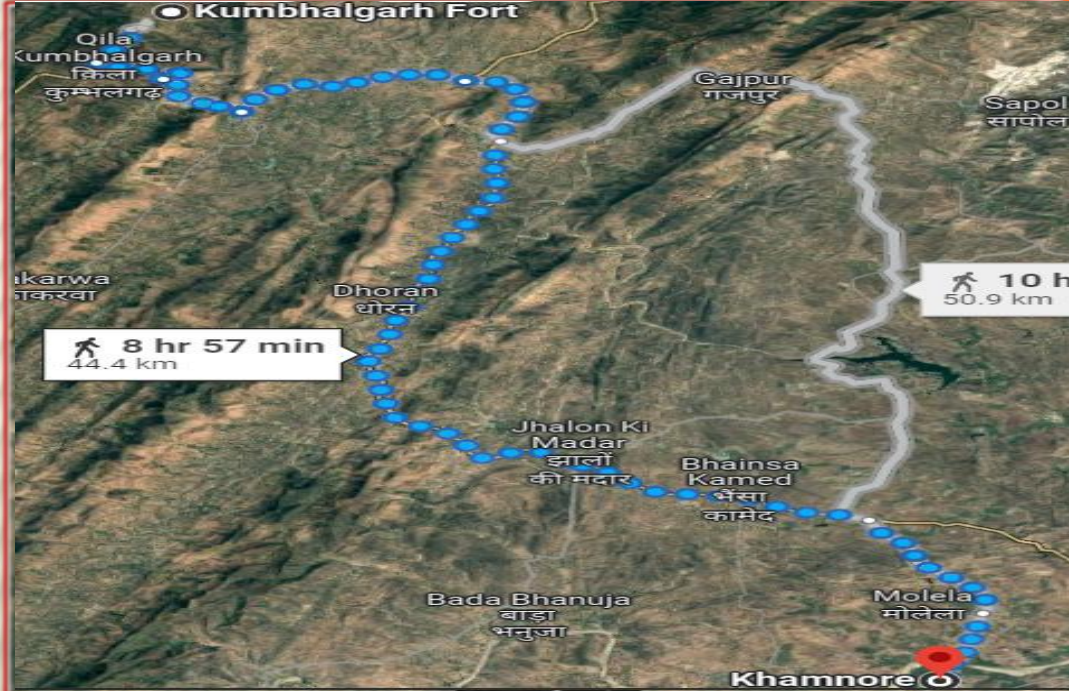 Kumbhalgarh Fort
Qila
Kumbhalgarh
क़िला
कुम्भलगढ़
Gajpur
गजपुर
Sapol
सापोल
akarwa
ाकरवा
Dhoran
धोरन
10 h
50.9 km
8 hr 57 min
44.4 km
Jhalon Ki
Madar
झालों
की मदार
Bhainsa
Kamed
भैंसा
कामेद
Bada Bhanuja
बाड़ा
भनुजा
Molela
मोलेला
Khamnore